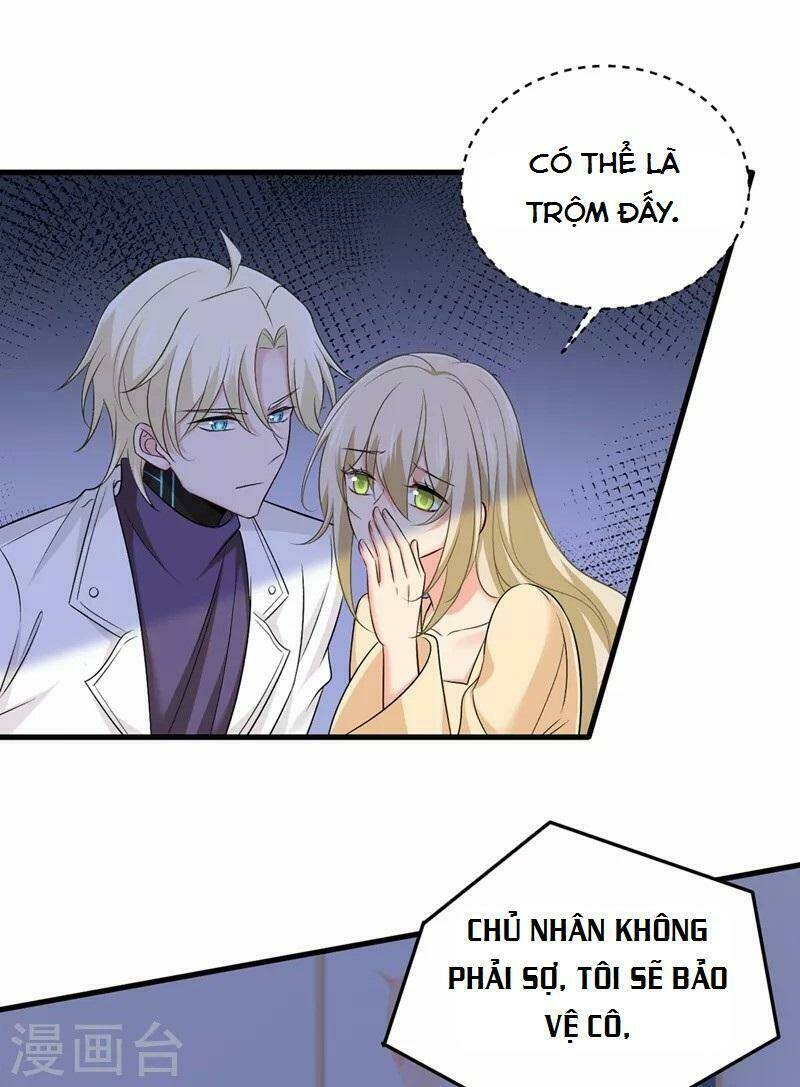 CÓ THỂ LÀ
TRỘM ĐẤY.
CHỦ NHÂN KHÔNG
PHẢI SỢ, TÔI SẼ BẢO
VỆ CÔ,
漫画台